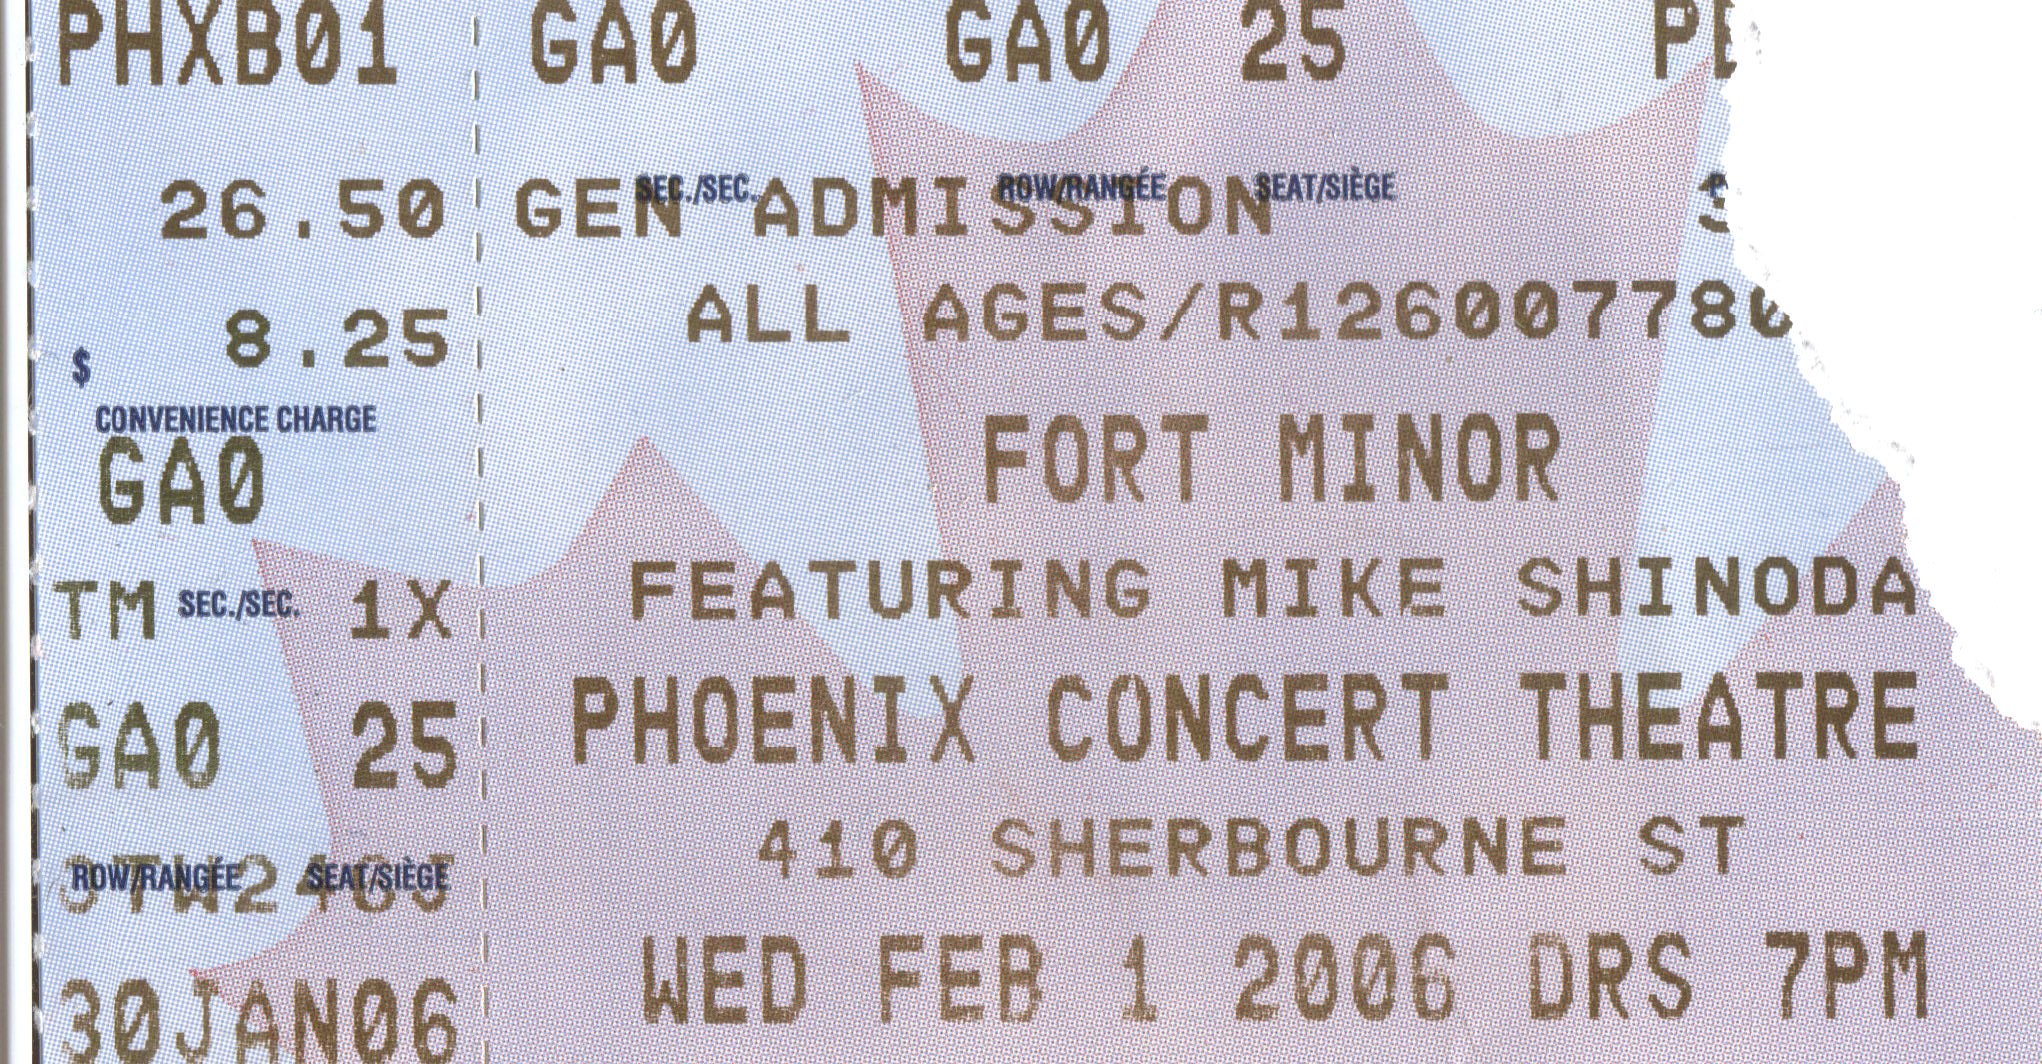 PHXB01 GA0 GA0 25
SEC./SEC. ROW/RANGÉE SEAT/SIÈGE
26.50 GEN ADMISSION
$ 8.25 ALL AGES/R12600778
CONVENIENCE CHARGE
GA0 FORT MINOR
TM SEC./SEC. 1X FEATURING MIKE SHINODA
GA0 25 PHOENIX CONCERT THEATRE
410 SHERBOURNE ST
ROW/RANGÉE SEAT/SIÈGE
30JAN06 WED FEB 1 2006 DRS 7PM